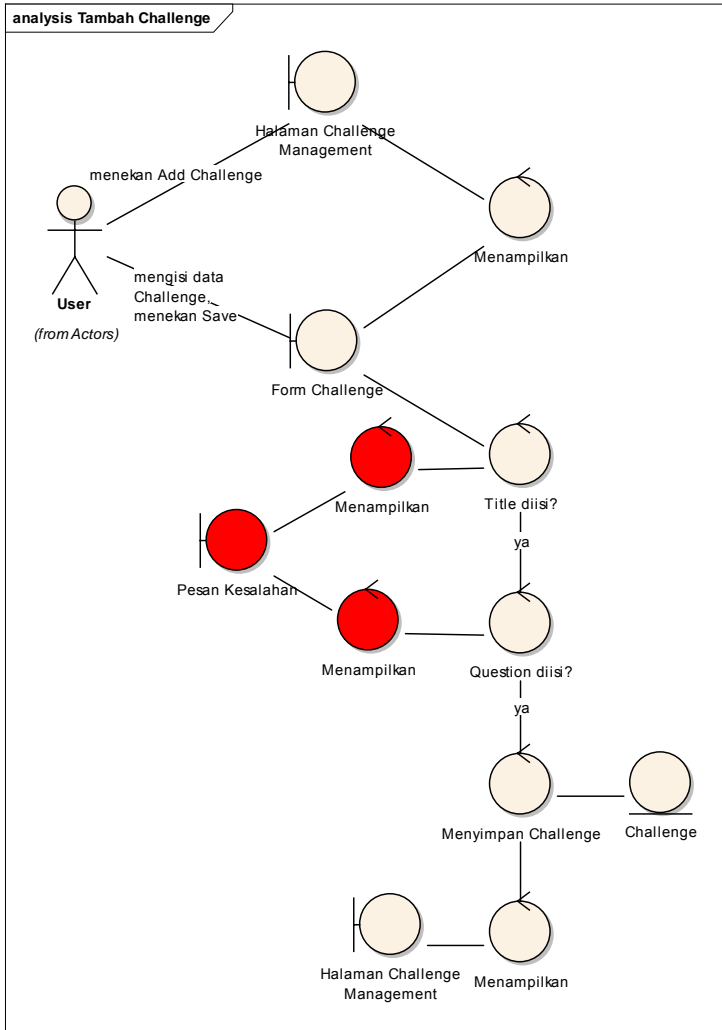 analysis Tambah Challenge
Halaman Challenge
Management
menekan Add Challenge
Menampilkan
User
(from Actors)
mengisi data
Challenge,
menekan Save
Form Challenge
Menampilkan
Title diisi?
ya
Pesan Kesalahan
Menampilkan
Question diisi?
ya
Menyimpan Challenge
Challenge
Halaman Challenge
Management
Menampilkan